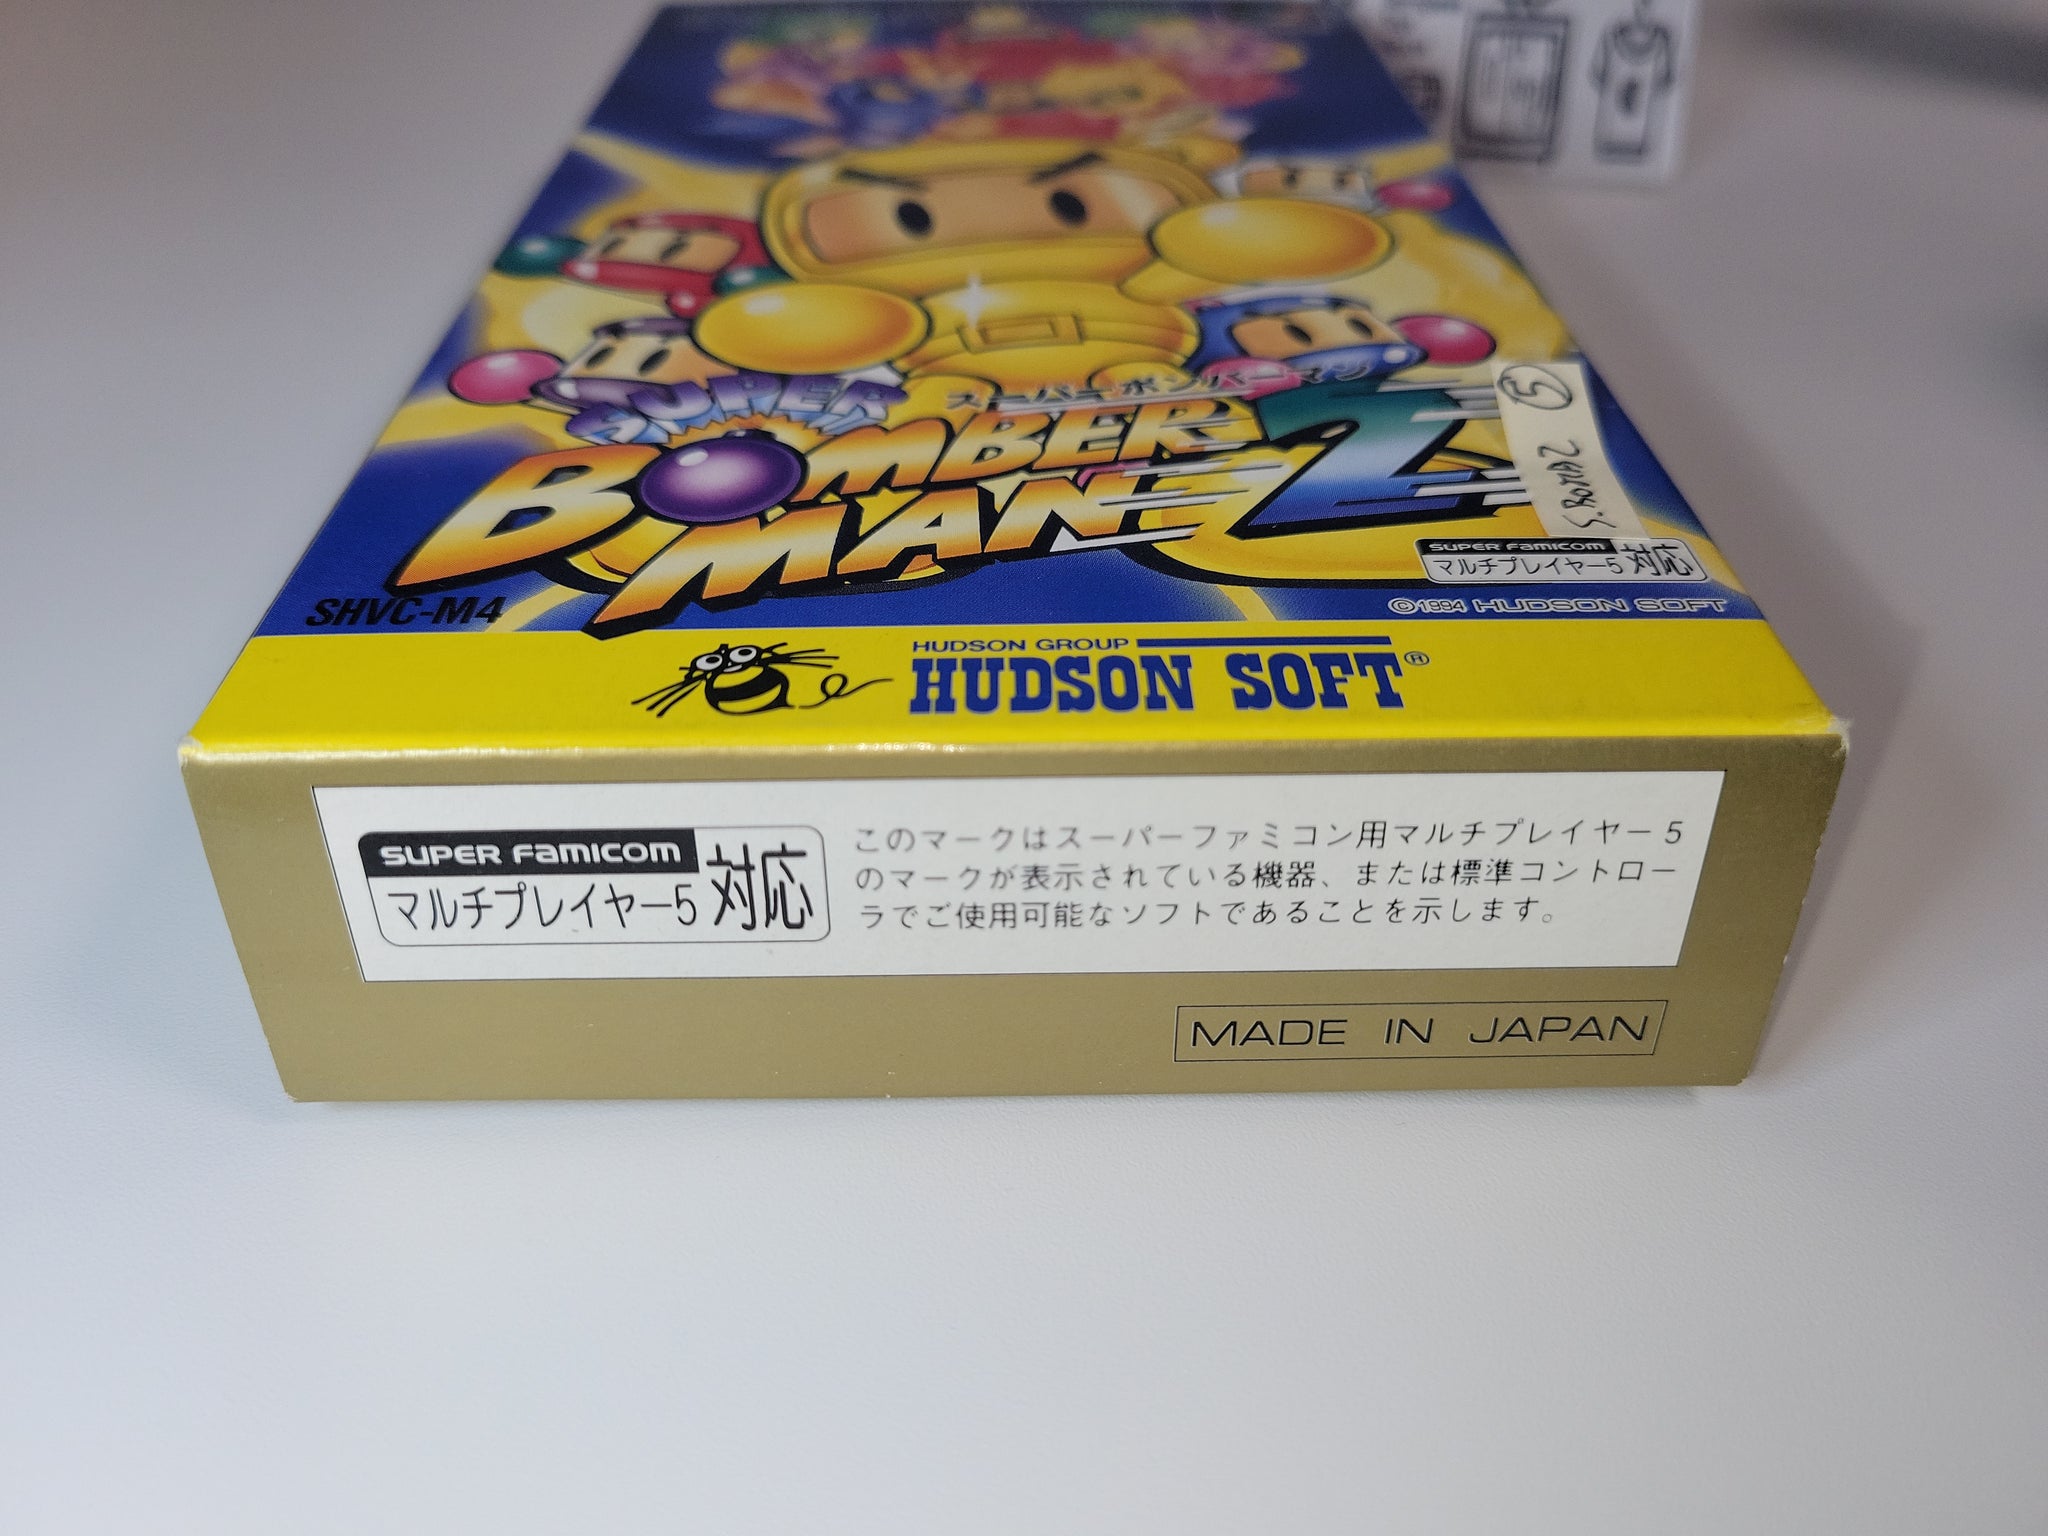 SUPER
スーパーボンバーマン
BOMBER
MAN 2
⑤
S.BOMB2
SUPER FAMICOM
マルチプレイヤー5 対応
SHVC-M4
©1994 HUDSON SOFT
HUDSON GROUP
HUDSON SOFT®
SUPER FAMICOM
マルチプレイヤー5 対応
このマークはスーパーファミコン用マルチプレイヤー5
のマークが表示されている機器、または標準コントロー
ラでご使用可能なソフトであることを示します。
MADE IN JAPAN